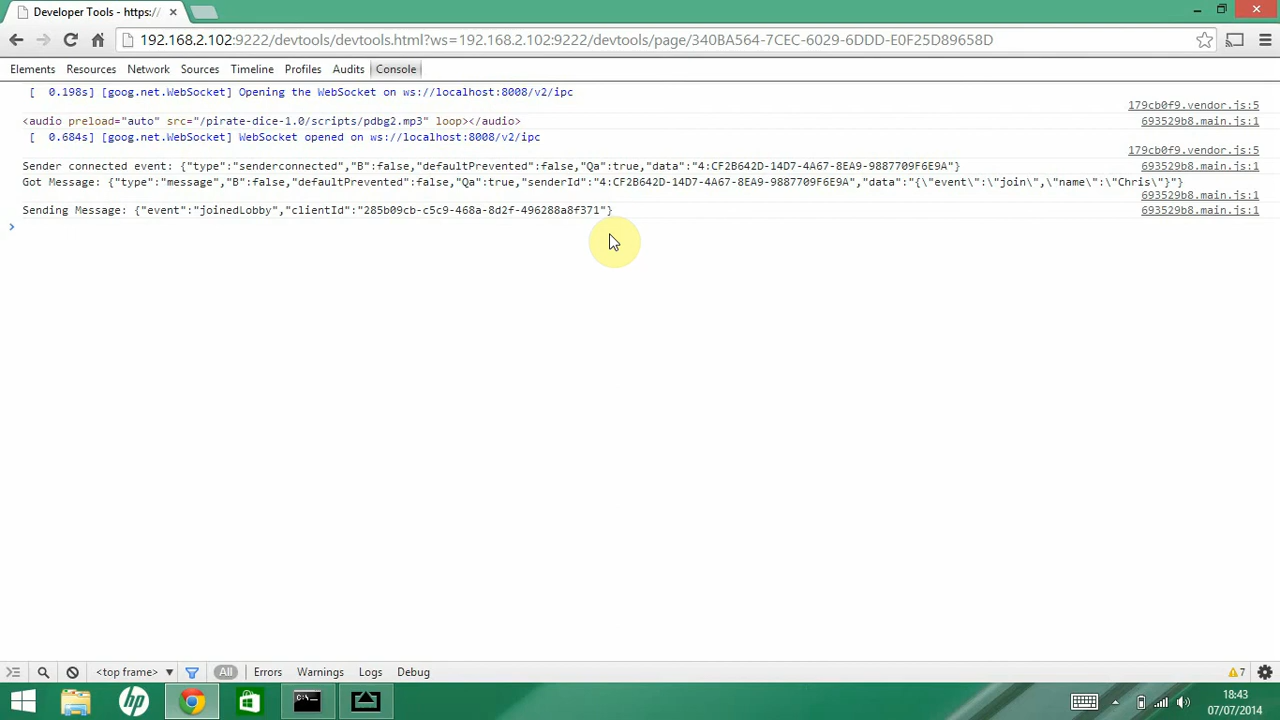 Developer Tools - https://
192.168.2.102:9222/devtools/devtools.html?ws=192.168.2.102:9222/devtools/page/340BA564-7CEC-6029-6DDD-E0F25D89658D
Elements Resources Network Sources Timeline Profiles Audits Console
[ 0.198s] [goog.net.WebSocket] Opening the WebSocket on ws://localhost:8008/v2/ipc
179cb0f9.vendor.js:5
<audio preload="auto" src="/pirate-dice-1.0/scripts/pdbg2.mp3" loop></audio> 693529b8.main.js:1
[ 0.684s] [goog.net.WebSocket] WebSocket opened on ws://localhost:8008/v2/ipc
179cb0f9.vendor.js:5
Sender connected event: {"type":"senderconnected","B":false,"defaultPrevented":false,"Qa":true,"data":"4:CF2B642D-14D7-4A67-8EA9-9887709F6E9A"} 693529b8.main.js:1
Got Message: {"type":"message","B":false,"defaultPrevented":false,"Qa":true,"senderId":"4:CF2B642D-14D7-4A67-8EA9-9887709F6E9A","data":"{\"event\":\"join\",\"name\":\"Chris\"}"}
693529b8.main.js:1
Sending Message: {"event":"joinedLobby","clientId":"285b09cb-c5c9-468a-8d2f-496288a8f371"} 693529b8.main.js:1
<top frame> All Errors Warnings Logs Debug 7
hp
C:\_
18:43
07/07/2014